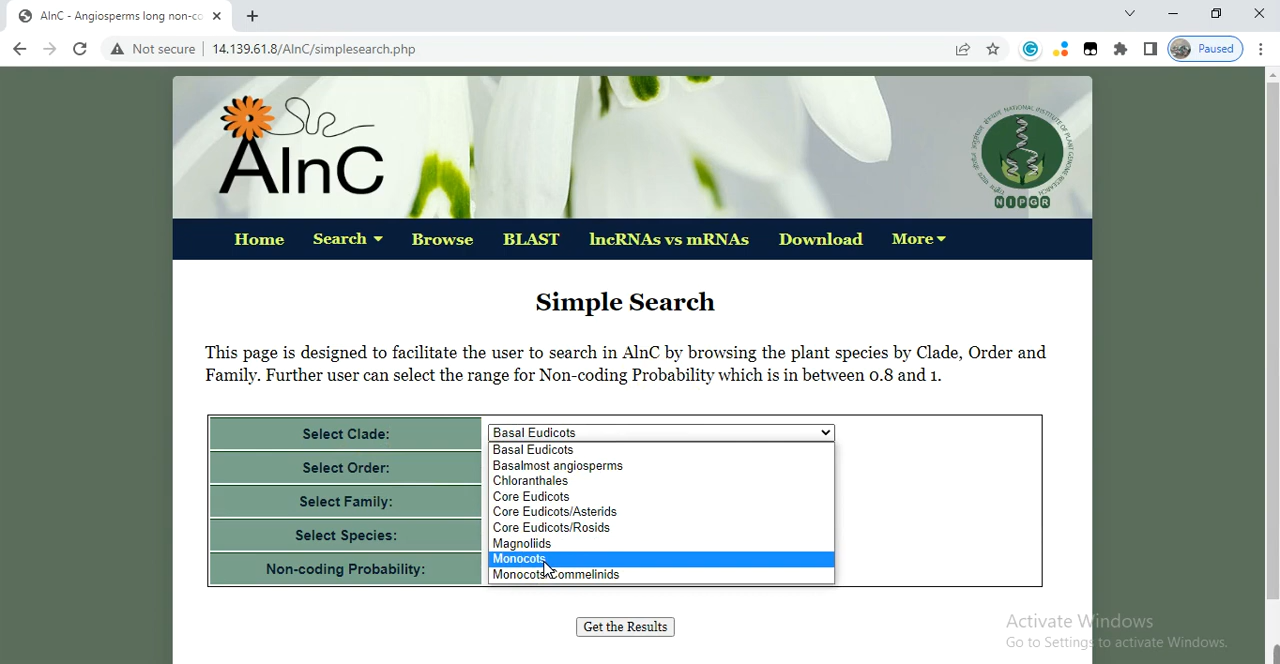 AlnC - Angiosperms long non-co
Paused
Not secure
14.139.61.8/AlnC/simplesearch.php
AlnC
NIPGR
Home
Search
Browse
BLAST
lncRNAs vs mRNAs
Download
More
Simple Search
This page is designed to facilitate the user to search in AlnC by browsing the plant species by Clade, Order and
Family. Further user can select the range for Non-coding Probability which is in between 0.8 and 1.
Select Clade:
Basal Eudicots
Basal Eudicots
Basalmost angiosperms
Chloranthales
Core Eudicots
Core Eudicots/Asterids
Core Eudicots/Rosids
Magnoliids
Monocots
Monocots/Commelinids
Select Order:
Select Family:
Select Species:
Non-coding Probability:
Get the Results
Activate Windows
Go to Settings to activate Windows.